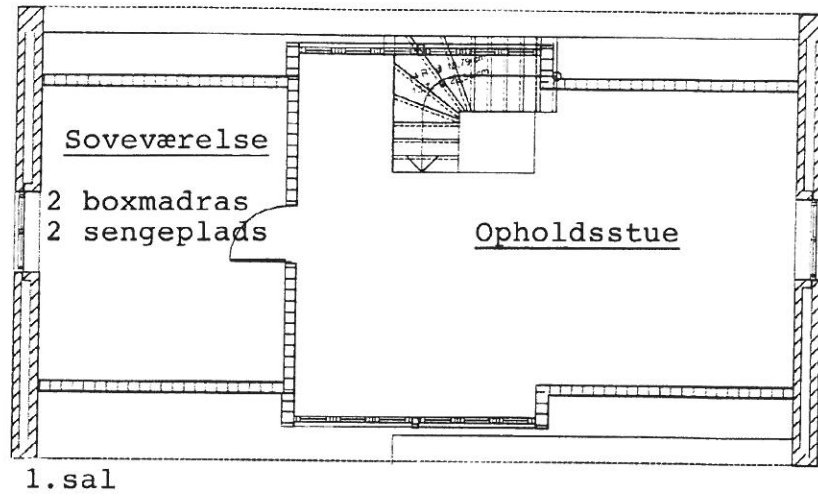 Soveværelse
2 boxmadras
2 sengeplads
Opholdsstue
1.sal